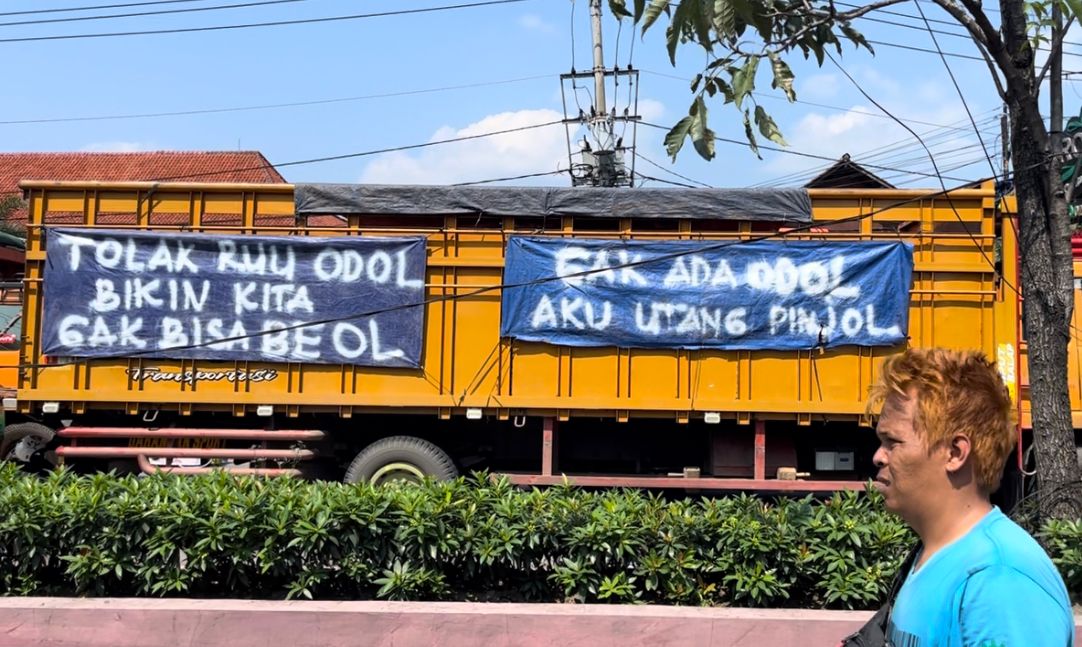 TOLAK RUU ODOL
BIKIN KITA
GAK BISA BEOL
Transportasi
GAK ADA ODOL
AKU UTANG PINJOL